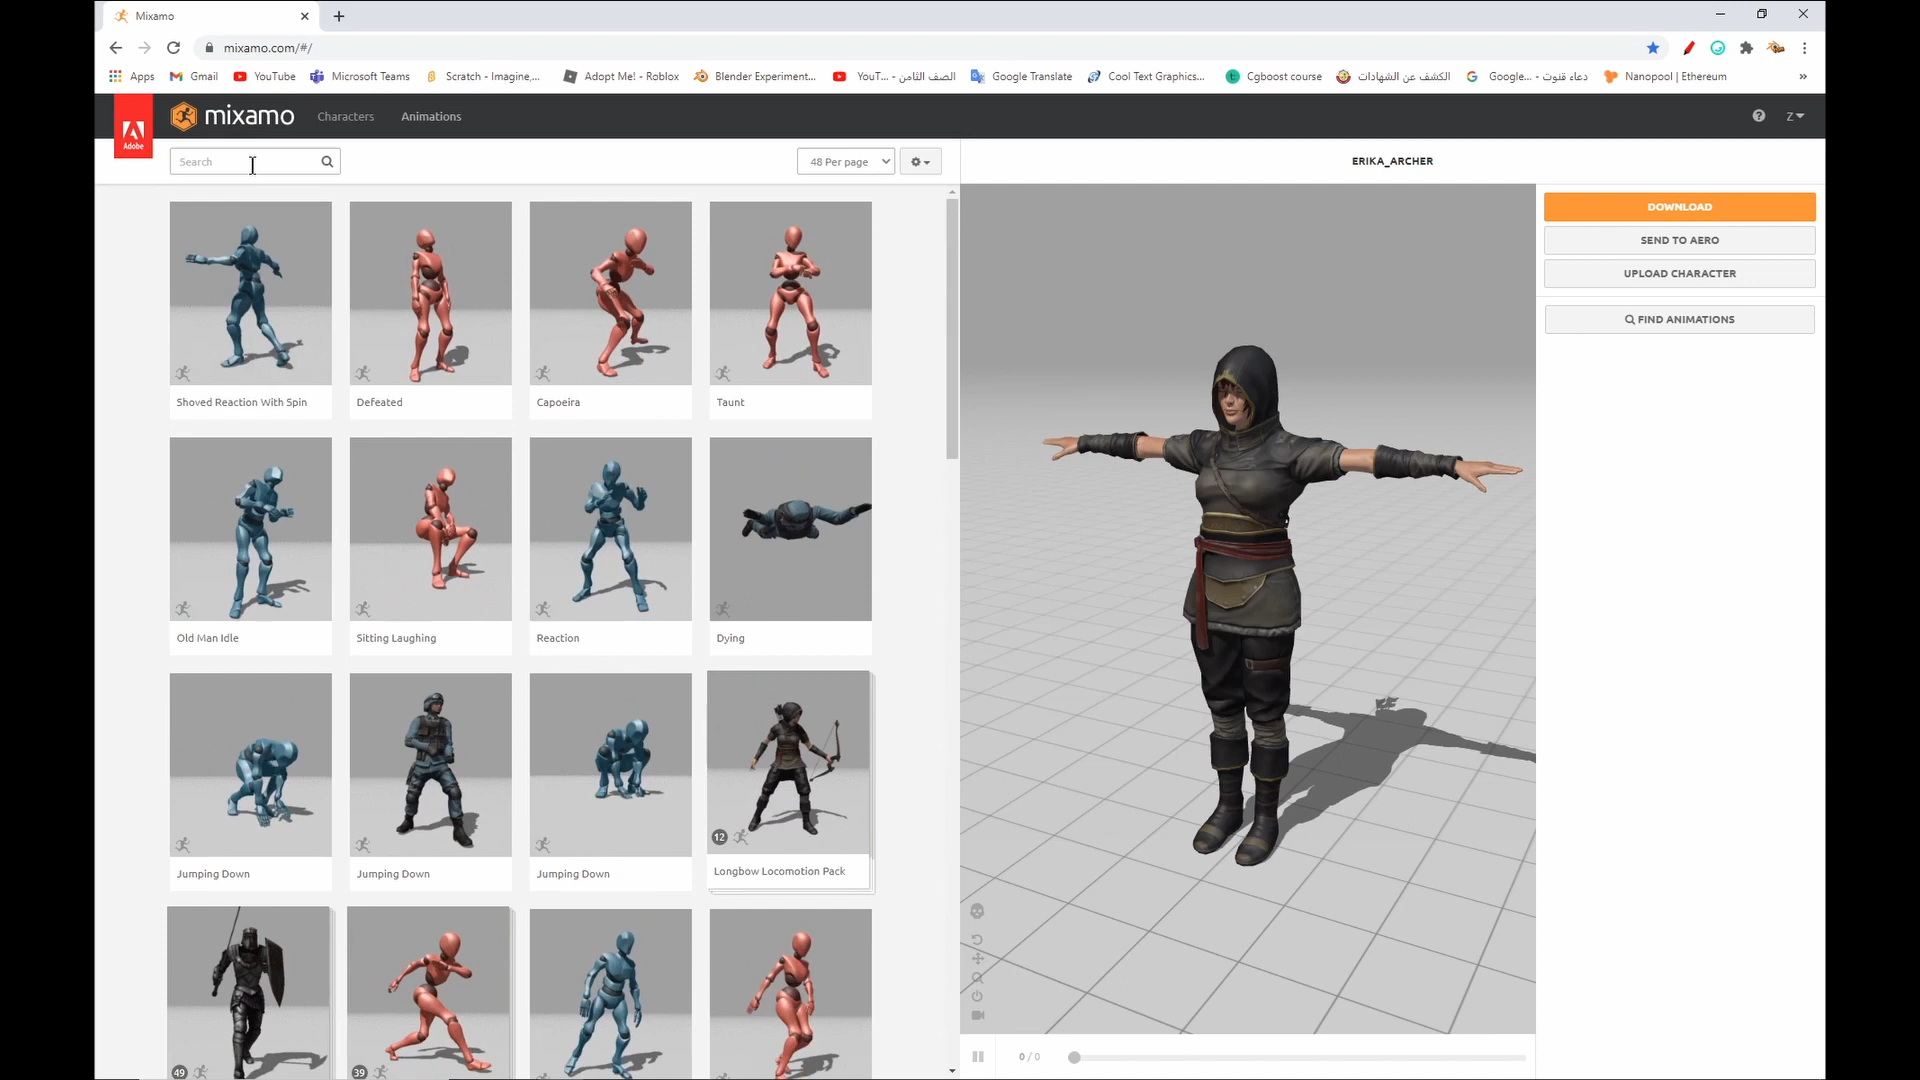 Mixamo
mixamo.com/#/
Apps
Gmail
YouTube
Microsoft Teams
Scratch - Imagine,...
Adopt Me! - Roblox
Blender Experiment...
YouT... - الصف الثامن
Google Translate
Cool Text Graphics...
Cgboost course
الكشف عن الشهادات
Google... - دعاء قنوت
Nanopool | Ethereum
»
Adobe
mixamo
Characters
Animations
Z
Search
48 Per page
ERIKA_ARCHER
DOWNLOAD
SEND TO AERO
UPLOAD CHARACTER
FIND ANIMATIONS
Shoved Reaction With Spin
Defeated
Capoeira
Taunt
Old Man Idle
Sitting Laughing
Reaction
Dying
12
Jumping Down
Jumping Down
Jumping Down
Longbow Locomotion Pack
49
39
0 / 0